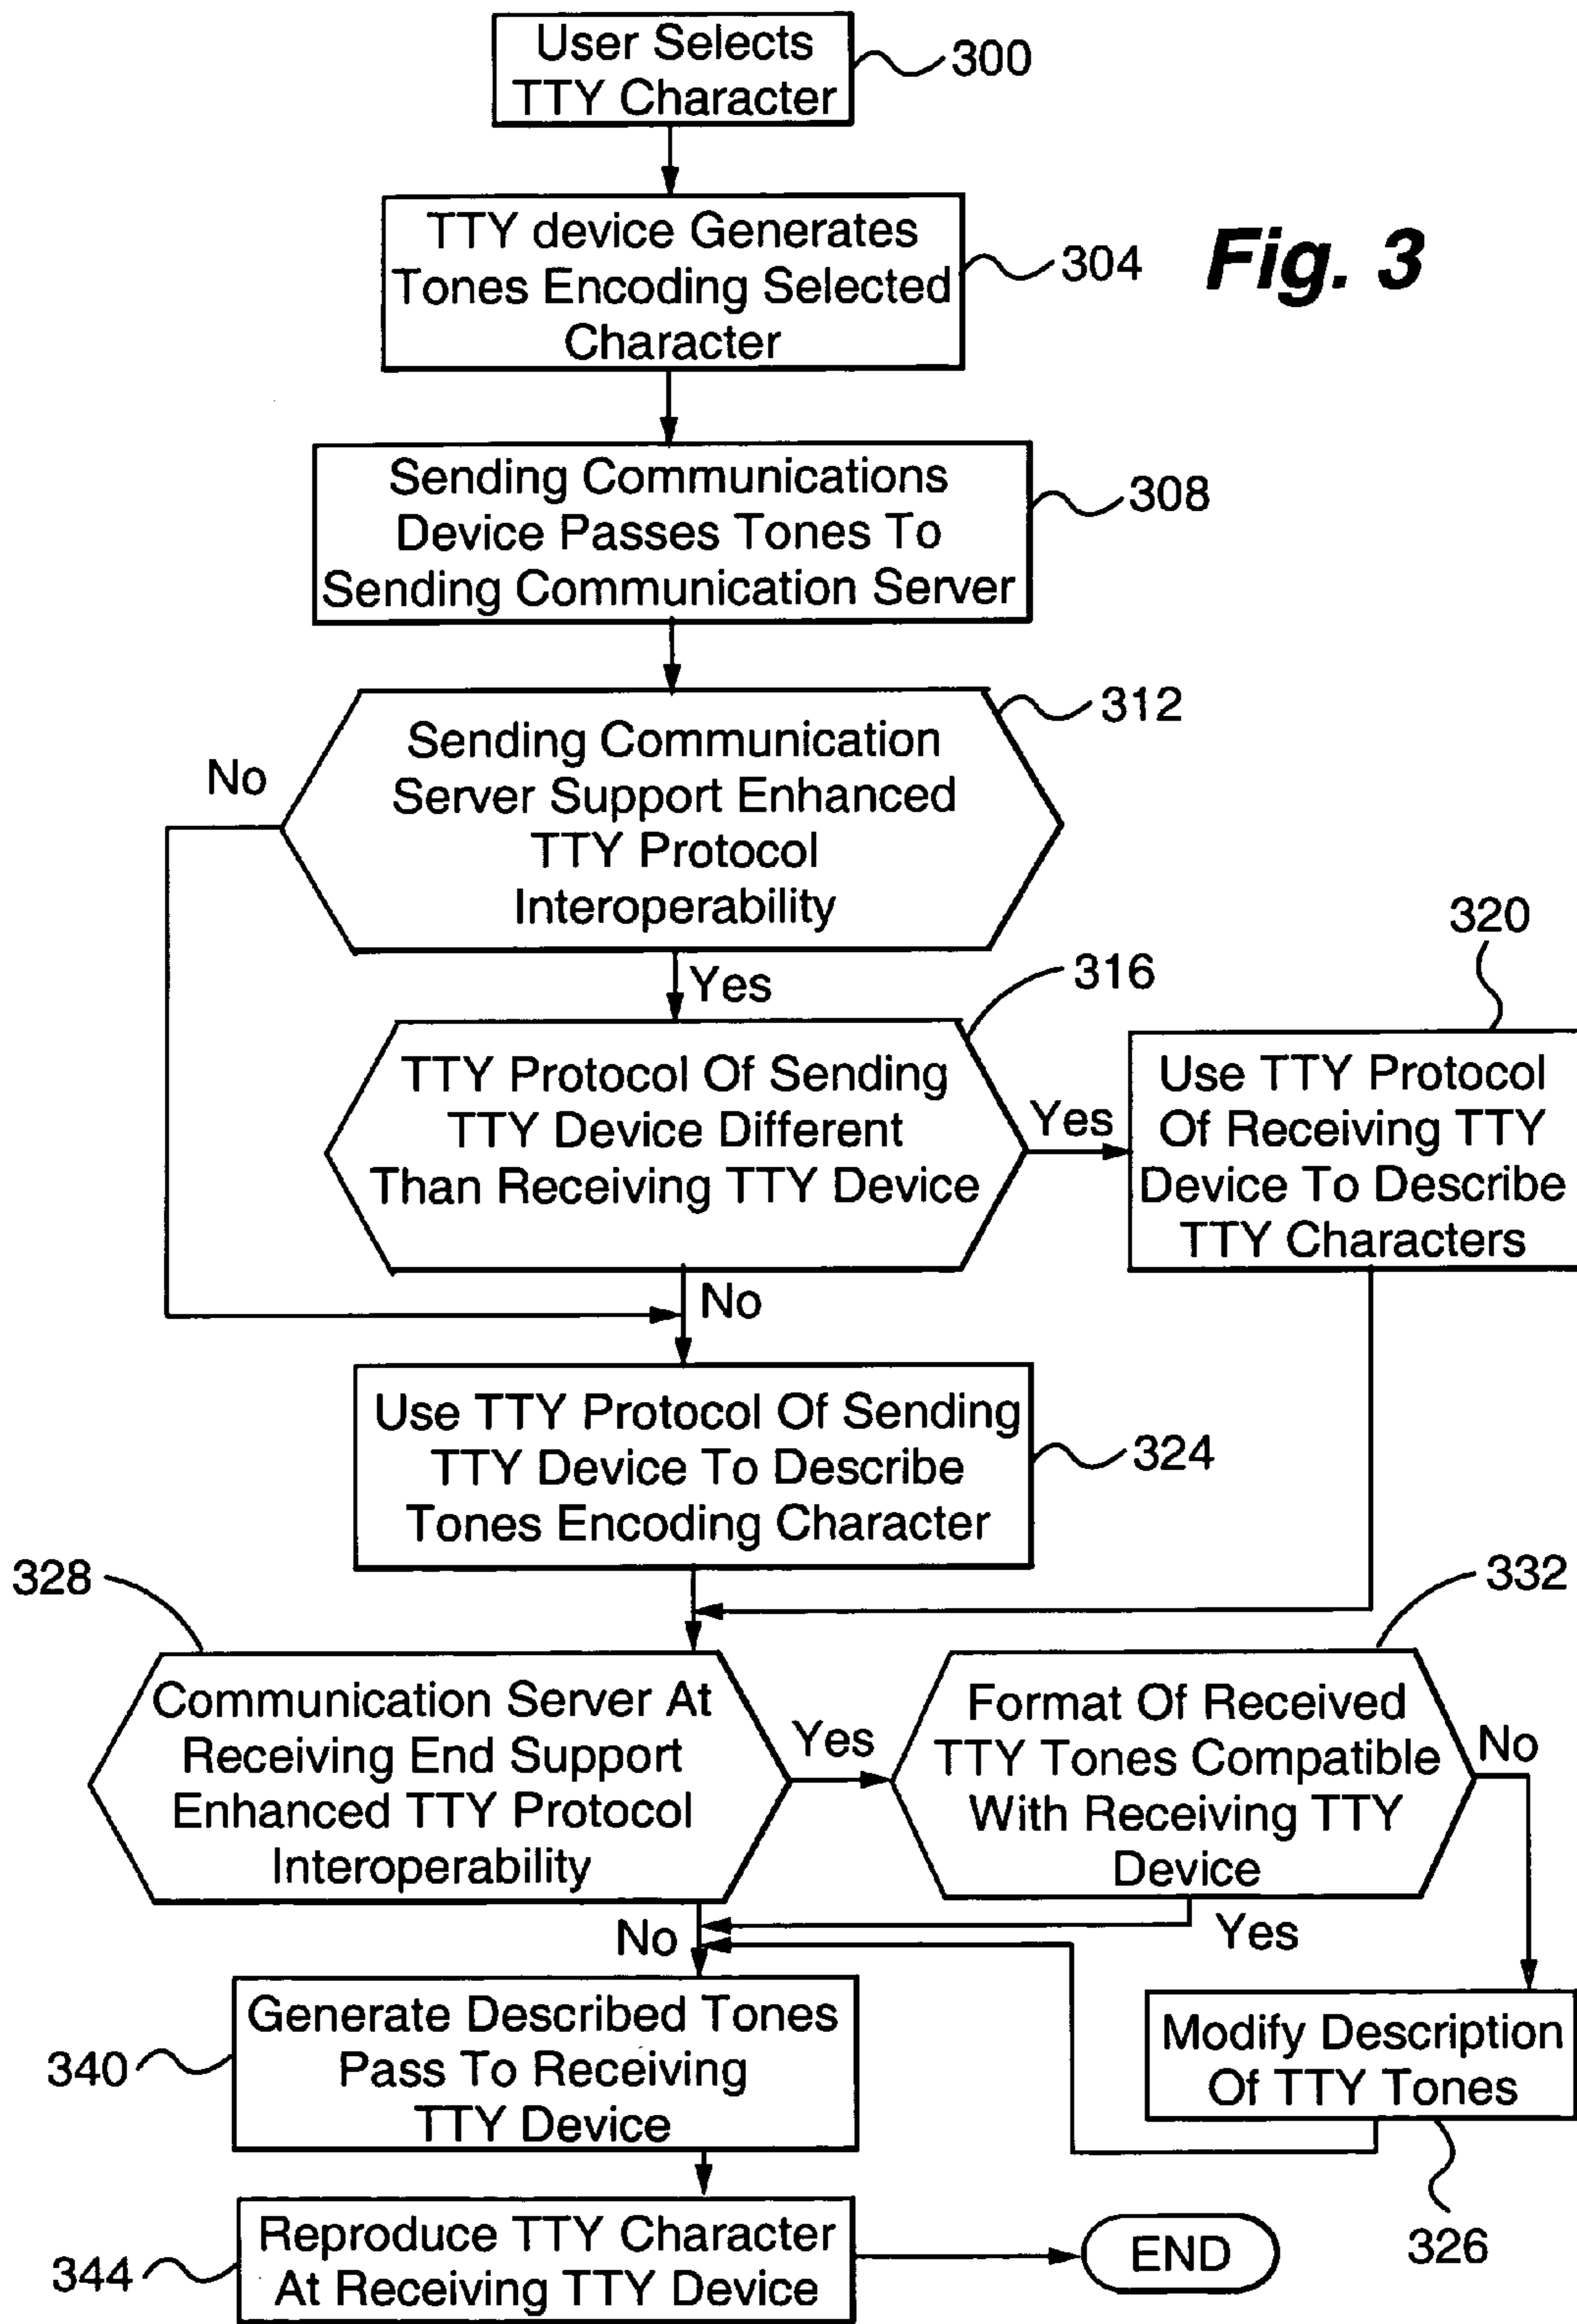 User Selects
TTY Character
300
TTY device Generates
Tones Encoding Selected
Character
304
Fig. 3
Sending Communications
Device Passes Tones To
Sending Communication Server
308
312
Sending Communication
Server Support Enhanced
TTY Protocol
Interoperability
No
Yes
316
320
TTY Protocol Of Sending
TTY Device Different
Than Receiving TTY Device
Yes
Use TTY Protocol
Of Receiving TTY
Device To Describe
TTY Characters
No
Use TTY Protocol Of Sending
TTY Device To Describe
Tones Encoding Character
324
328
332
Communication Server At
Receiving End Support
Enhanced TTY Protocol
Interoperability
Yes
Format Of Received
TTY Tones Compatible
With Receiving TTY
Device
No
No
Yes
Generate Described Tones
Pass To Receiving
TTY Device
340
Modify Description
Of TTY Tones
326
Reproduce TTY Character
At Receiving TTY Device
344
END